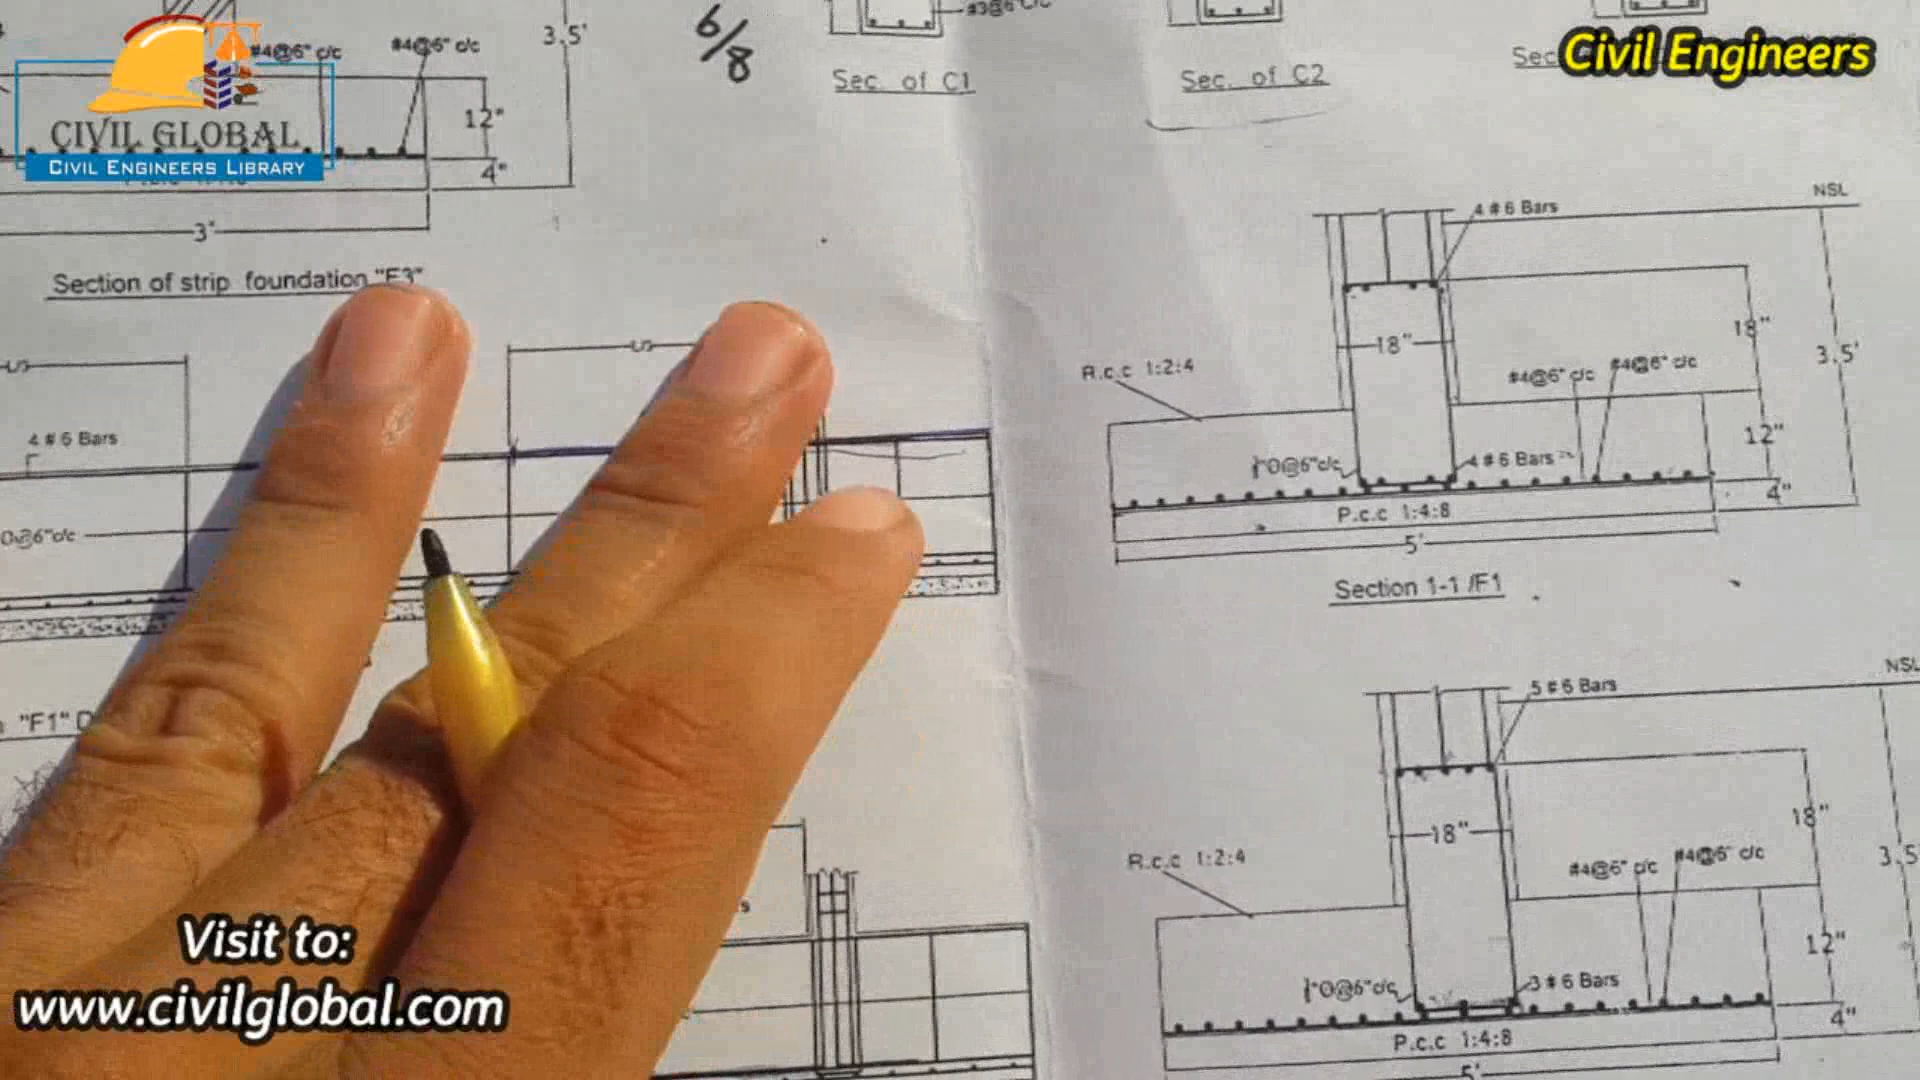 #4@6" c/c
#4@6" c/c
3.5'
12"
4"
3'
CIVIL GLOBAL
CIVIL ENGINEERS LIBRARY
Section of strip foundation "F3"
6/8
#3@6"c/c
Sec. of C1
Sec. of C2
Sec.
Civil Engineers
4 # 6 Bars
"F1"
NSL
4 # 6 Bars
18"
18"
3.5'
R.c.c 1:2:4
#4@6" c/c
#4@6" c/c
12"
4 # 6 Bars
4"
P.c.c 1:4:8
5'
Section 1-1 /F1
NSL
5 # 6 Bars
18"
18"
3.5
R.c.c 1:2:4
#4@6" c/c
#4@6" c/c
12"
3 # 6 Bars
4"
P.c.c 1:4:8
5'
Visit to:
www.civilglobal.com